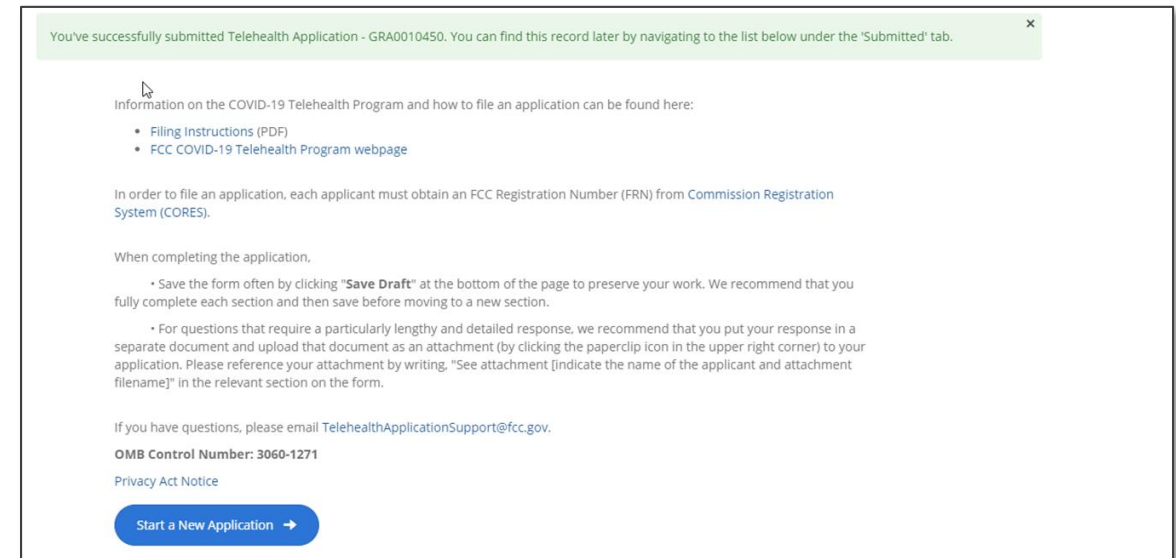 You've successfully submitted Telehealth Application - GRA0010450. You can find this record later by navigating to the list below under the 'Submitted' tab.
×
Information on the COVID-19 Telehealth Program and how to file an application can be found here:
• Filing Instructions (PDF)
• FCC COVID-19 Telehealth Program webpage
In order to file an application, each applicant must obtain an FCC Registration Number (FRN) from Commission Registration
System (CORES).
When completing the application,
• Save the form often by clicking "Save Draft" at the bottom of the page to preserve your work. We recommend that you
fully complete each section and then save before moving to a new section.
• For questions that require a particularly lengthy and detailed response, we recommend that you put your response in a
separate document and upload that document as an attachment (by clicking the paperclip icon in the upper right corner) to your
application. Please reference your attachment by writing, "See attachment [indicate the name of the applicant and attachment
filename]" in the relevant section on the form.
If you have questions, please email TelehealthApplicationSupport@fcc.gov.
OMB Control Number: 3060-1271
Privacy Act Notice
Start a New Application →